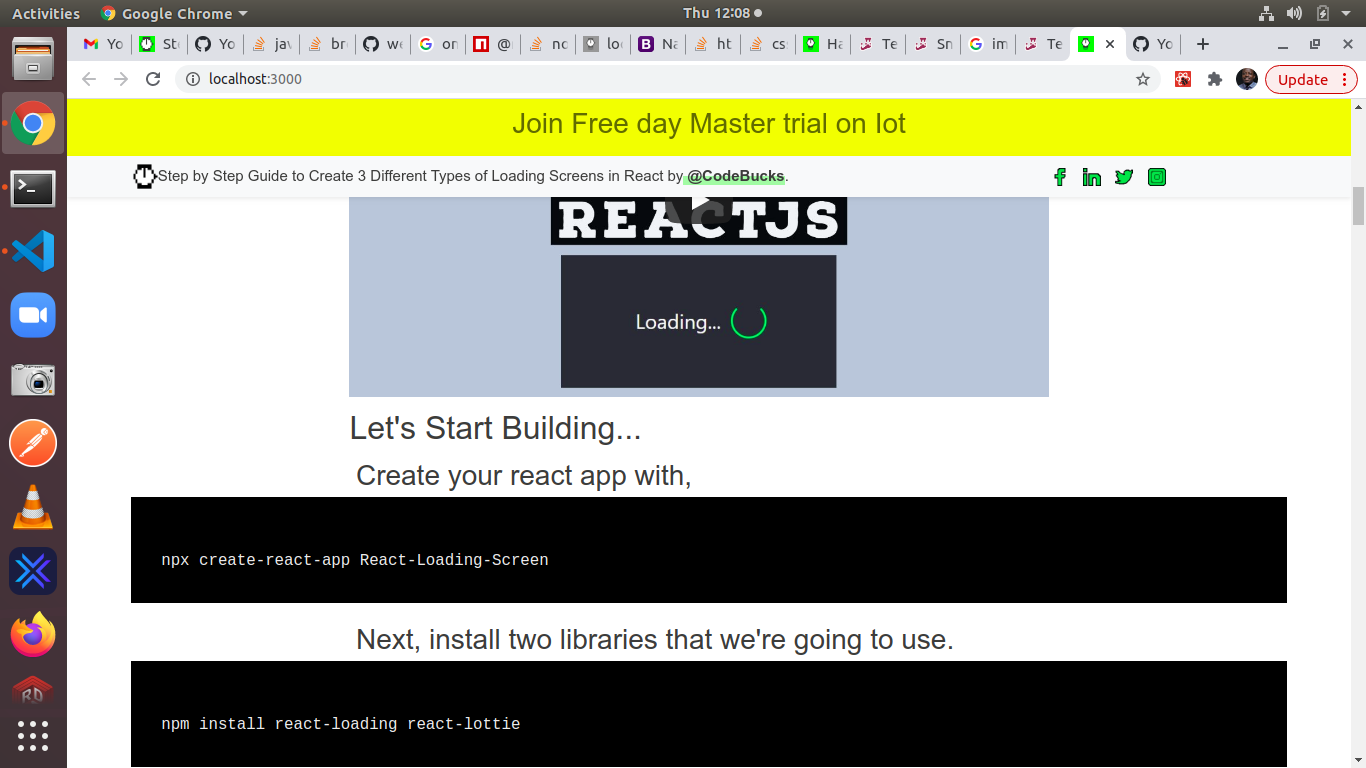 Activities Google Chrome Thu 12:08
Yo St Yo jav br we on @ no loc Na ht cs Ha Te Sn im Te Yo
localhost:3000 Update
Join Free day Master trial on Iot
Step by Step Guide to Create 3 Different Types of Loading Screens in React by @CodeBucks.
REACTJS
Loading...
Let's Start Building...
Create your react app with,
npx create-react-app React-Loading-Screen
Next, install two libraries that we're going to use.
npm install react-loading react-lottie